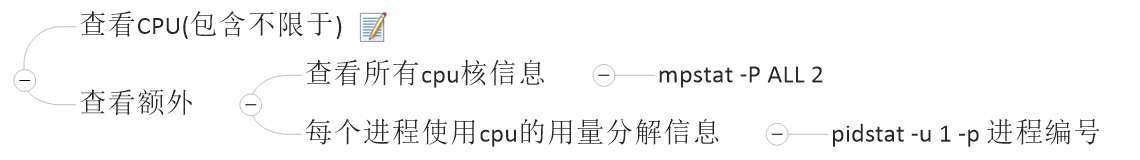 查看CPU(包含不限于)
查看所有cpu核信息 mpstat -P ALL 2
查看额外
每个进程使用cpu的用量分解信息 pidstat -u 1 -p 进程编号